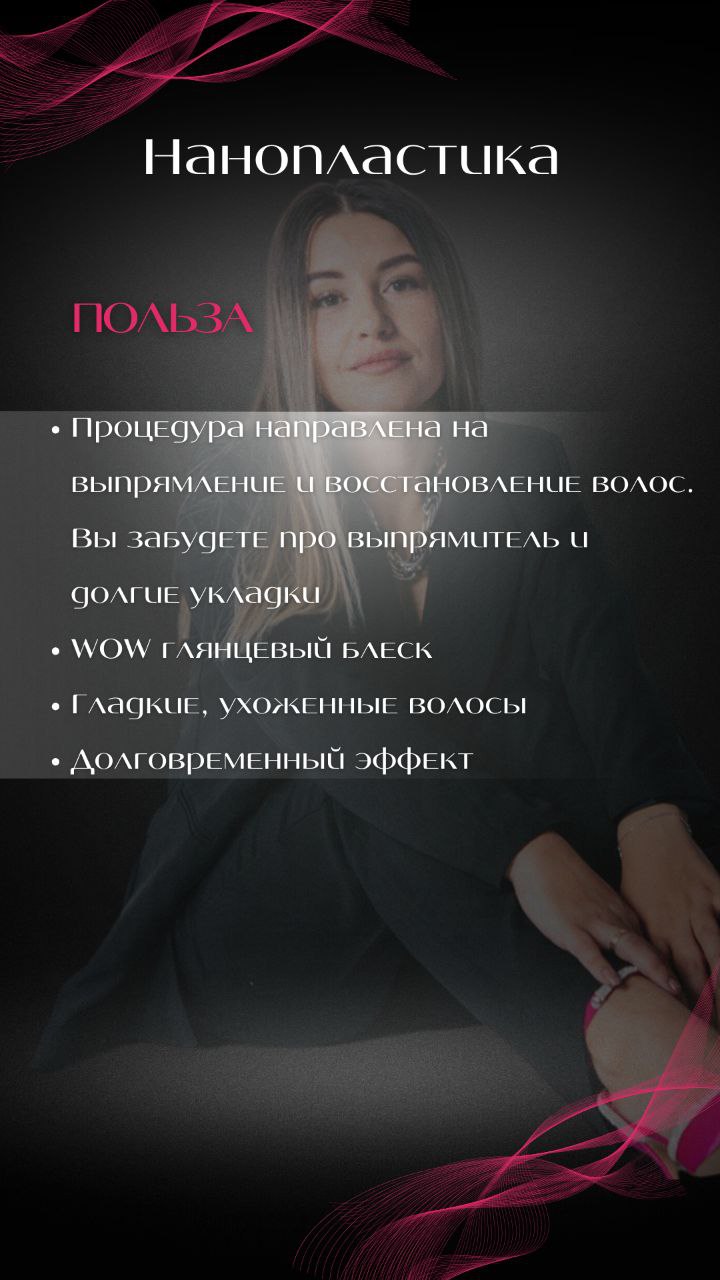 Нанопластика
ПОЛЬЗА
• Процедура направлена на
выпрямление и восстановление волос.
Вы забудете про выпрямитель и
долгие укладки
• WOW глянцевый блеск
• Гладкие, ухоженные волосы
• Долговременный эффект